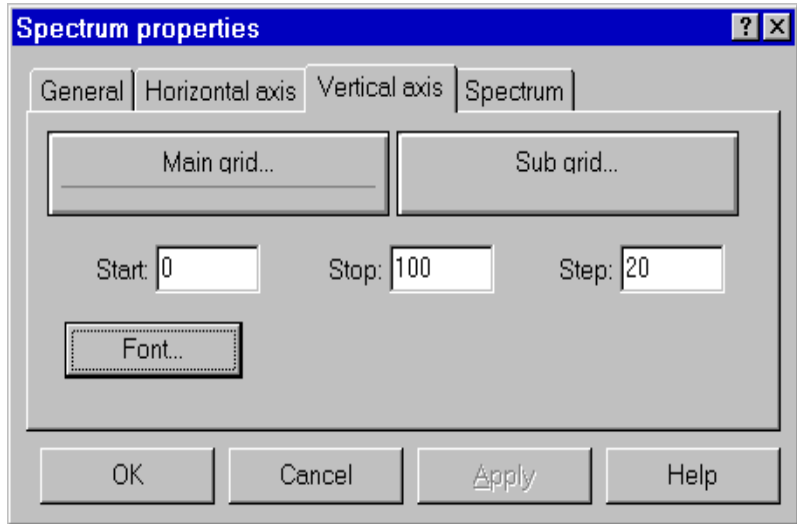 Spectrum properties
General Horizontal axis Vertical axis Spectrum
Main grid... Sub grid...
Start: 0 Stop: 100 Step: 20
Font...
OK Cancel Apply Help